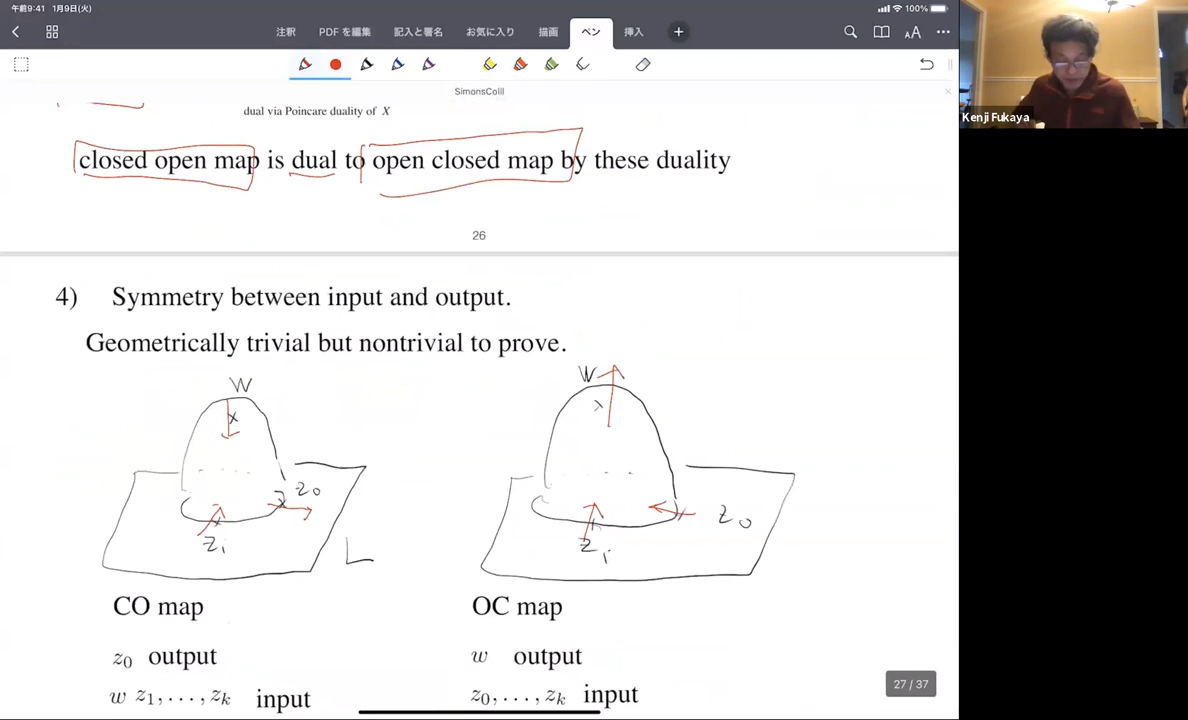 午前9:41 1月9日(火) 100%
注釈 PDF を編集 記入と署名 お気に入り 描画 ペン 挿入
AA
SimonsColll
Kenji Fukaya
dual via Poincare duality of X
closed open map is dual to open closed map by these duality
26
4) Symmetry between input and output.
Geometrically trivial but nontrivial to prove.
W W
z0 z0
zi zi
L
CO map OC map
z0 output w output
w z1, . . . , zk input z0, . . . , zk input
27 / 37